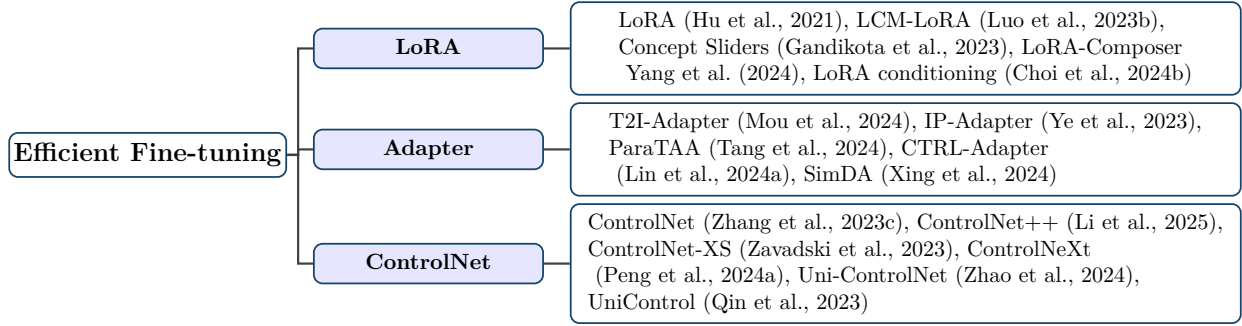 Efficient Fine-tuning
LoRA
LoRA (Hu et al., 2021), LCM-LoRA (Luo et al., 2023b),
Concept Sliders (Gandikota et al., 2023), LoRA-Composer
Yang et al. (2024), LoRA conditioning (Choi et al., 2024b)
Adapter
T2I-Adapter (Mou et al., 2024), IP-Adapter (Ye et al., 2023),
ParaTAA (Tang et al., 2024), CTRL-Adapter
(Lin et al., 2024a), SimDA (Xing et al., 2024)
ControlNet
ControlNet (Zhang et al., 2023c), ControlNet++ (Li et al., 2025),
ControlNet-XS (Zavadski et al., 2023), ControlNeXt
(Peng et al., 2024a), Uni-ControlNet (Zhao et al., 2024),
UniControl (Qin et al., 2023)